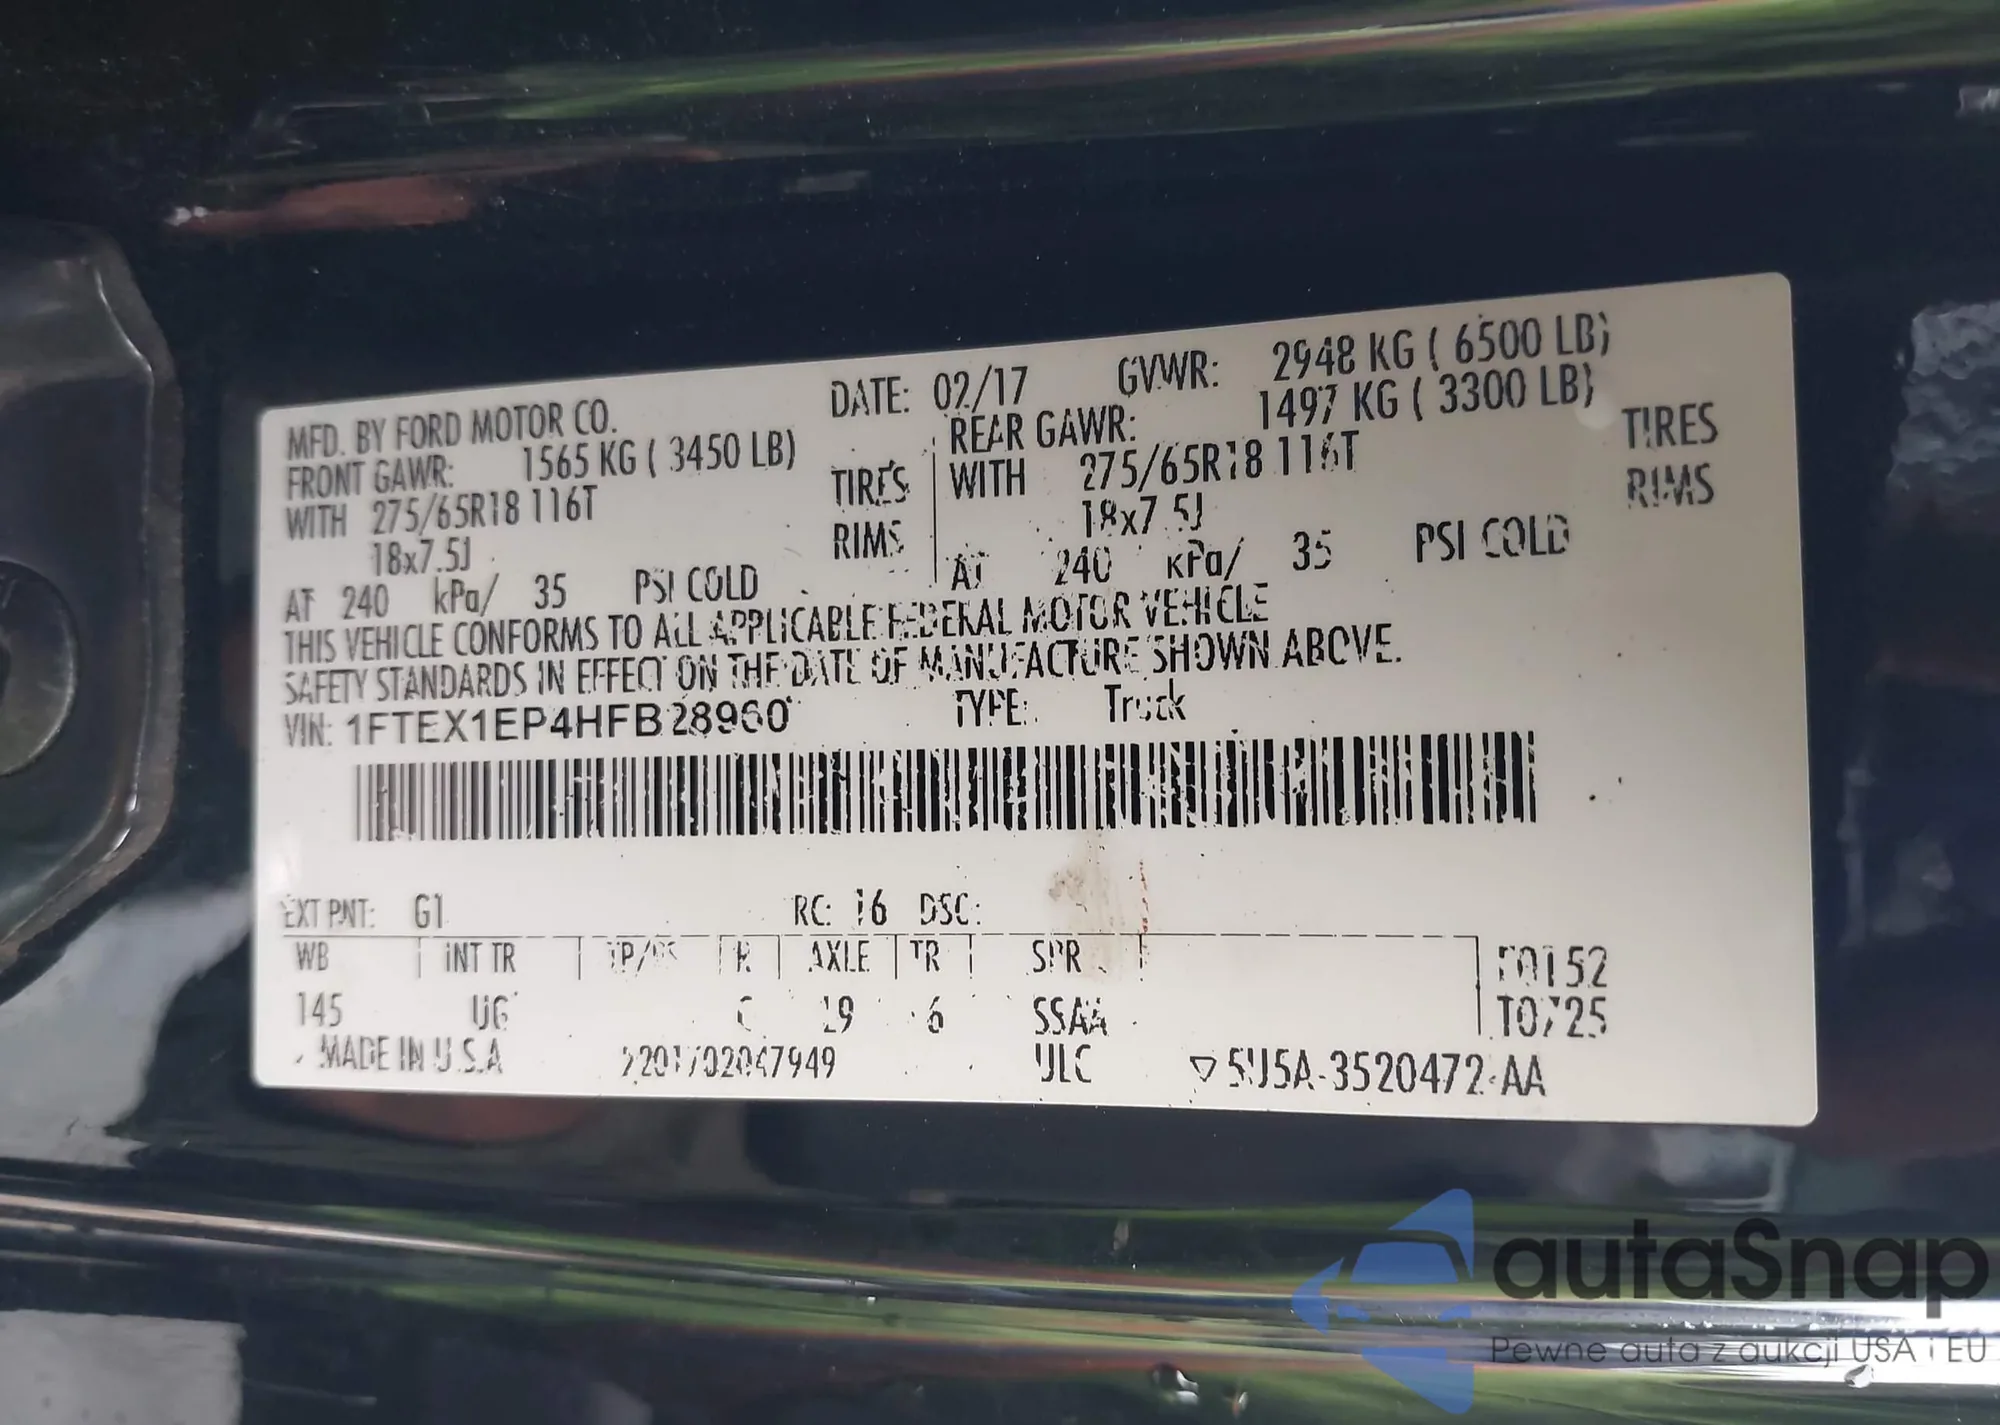 MFD. BY FORD MOTOR CO. DATE: 02/17 GVWR: 2948 KG ( 6500 LB)
FRONT GAWR: 1565 KG ( 3450 LB) REAR GAWR: 1497 KG ( 3300 LB)
WITH 275/65R18 116T TIRES WITH 275/65R18 116T TIRES
18x7.5J RIMS 18x7.5J RIMS
AT 240 kPa/ 35 PSI COLD AT 240 kPa/ 35 PSI COLD
THIS VEHICLE CONFORMS TO ALL APPLICABLE FEDERAL MOTOR VEHICLE
SAFETY STANDARDS IN EFFECT ON THE DATE OF MANUFACTURE SHOWN ABOVE.
VIN: 1FTEX1EP4HFB28960 TYPE: Truck
EXT PNT: G1 RC: 16 DSC:
WB INT TR TP/PS R AXLE TR SPR
145 UG 19 6 SSAA
F0152
T0725
MADE IN U.S.A ULC 5U5A-3520472-AA
autaSnap
Pewne auta z aukcji USA i EU